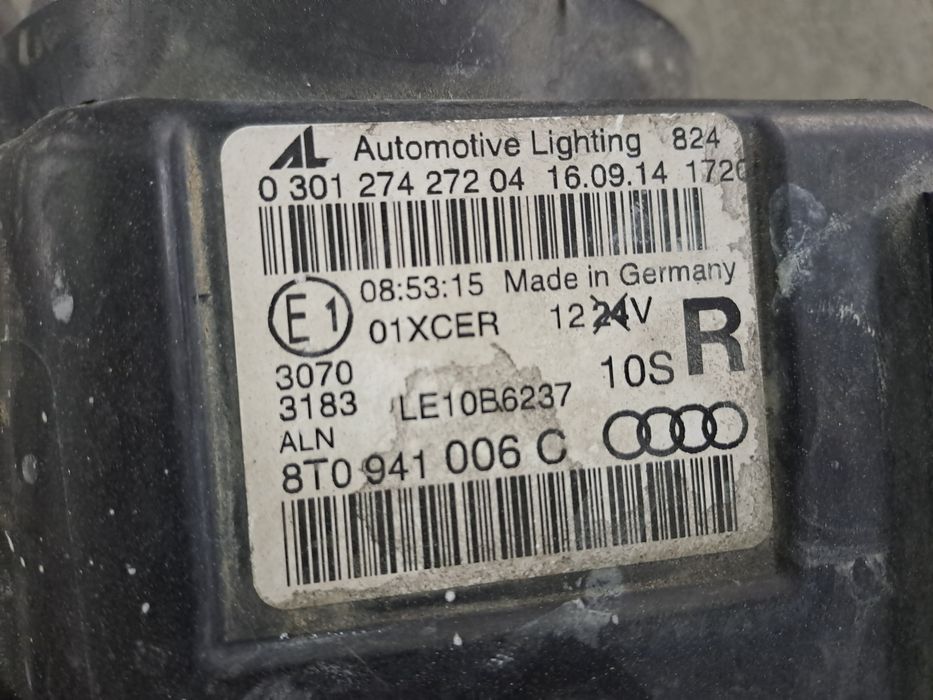 AL Automotive Lighting 824
0 301 274 272 04 16.09.14 1726
E1 08:53:15 Made in Germany
01XCER 12 24V R
3070 10S
3183 LE10B6237
ALN
8T0 941 006 C